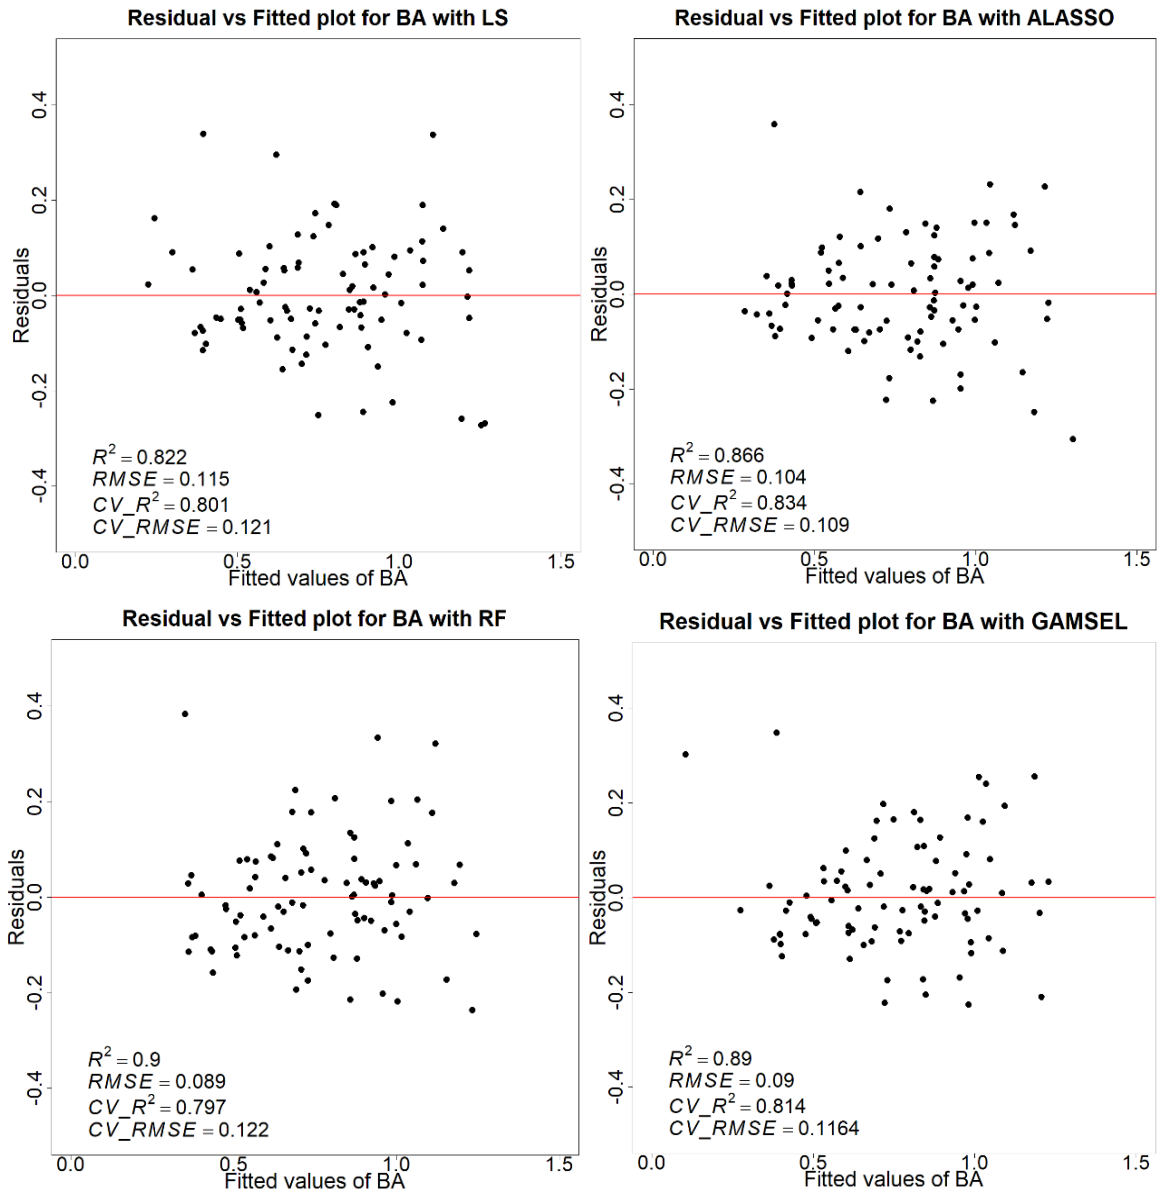 Residual vs Fitted plot for BA with LS
Residuals
0.4
0.2
0.0
-0.2
-0.4
R² = 0.822
RMSE = 0.115
CV_R² = 0.801
CV_RMSE = 0.121
0.0 0.5 1.0 1.5
Fitted values of BA
Residual vs Fitted plot for BA with ALASSO
Residuals
0.4
0.2
0.0
-0.2
-0.4
R² = 0.866
RMSE = 0.104
CV_R² = 0.834
CV_RMSE = 0.109
0.0 0.5 1.0 1.5
Fitted values of BA
Residual vs Fitted plot for BA with RF
Residuals
0.4
0.2
0.0
-0.2
-0.4
R² = 0.9
RMSE = 0.089
CV_R² = 0.797
CV_RMSE = 0.122
0.0 0.5 1.0 1.5
Fitted values of BA
Residual vs Fitted plot for BA with GAMSEL
Residuals
0.4
0.2
0.0
-0.2
-0.4
R² = 0.89
RMSE = 0.09
CV_R² = 0.814
CV_RMSE = 0.1164
0.0 0.5 1.0 1.5
Fitted values of BA